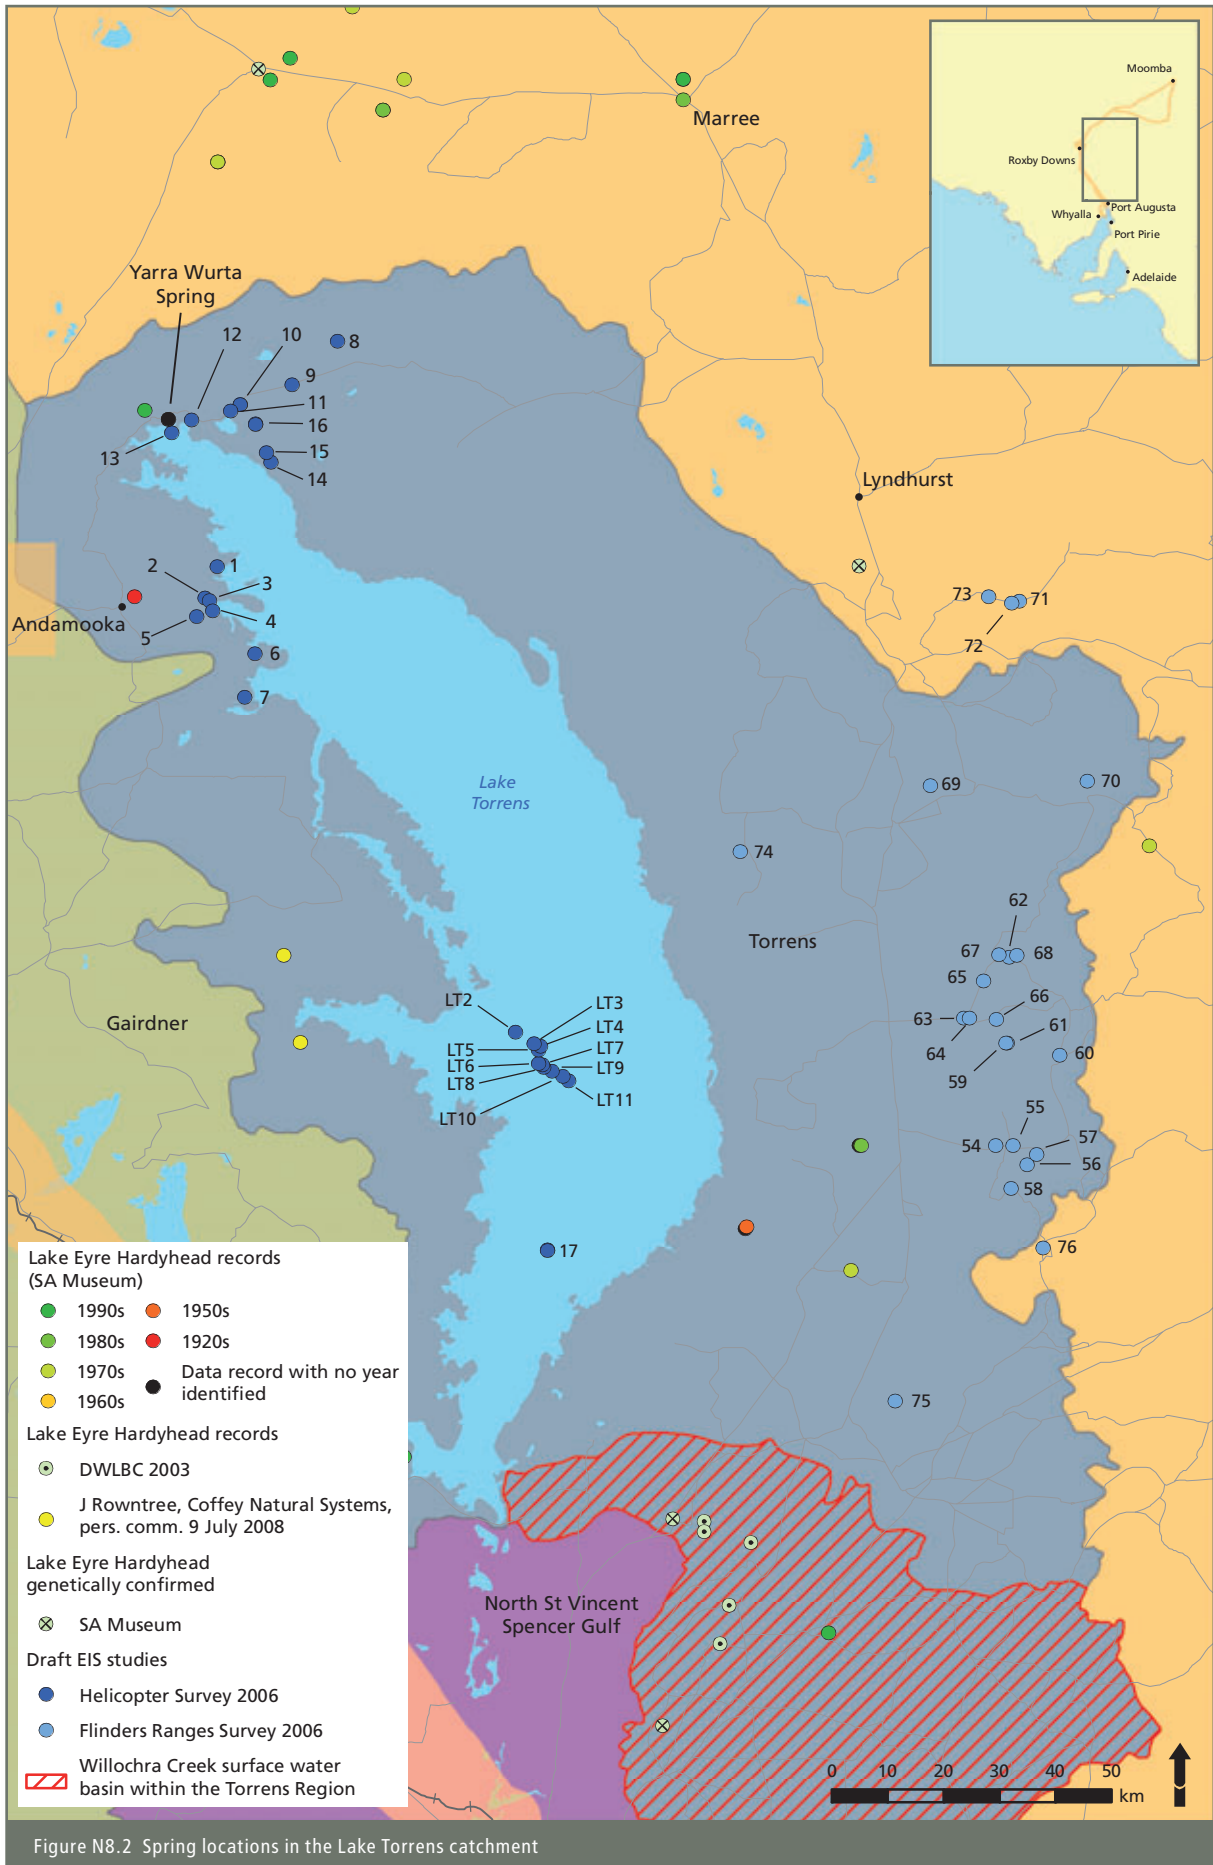 Moomba
Roxby Downs
Port Augusta
Whyalla
Port Pirie
Adelaide
Marree
Yarra Wurta
Spring
12
10
8
9
11
16
15
14
13
Lyndhurst
1
2
3
4
5
Andamooka
6
7
73
71
72
Lake
Torrens
69
70
74
62
67
68
65
66
63
64
61
59
60
Torrens
Gairdner
LT2
LT3
LT4
LT5
LT7
LT6
LT9
LT8
LT11
LT10
55
54
57
56
58
76
17
75
North St Vincent
Spencer Gulf
Lake Eyre Hardyhead records
(SA Museum)
1990s 1950s
1980s 1920s
1970s Data record with no year
identified
1960s
Lake Eyre Hardyhead records
DWLBC 2003
J Rowntree, Coffey Natural Systems,
pers. comm. 9 July 2008
Lake Eyre Hardyhead
genetically confirmed
SA Museum
Draft EIS studies
Helicopter Survey 2006
Flinders Ranges Survey 2006
Willochra Creek surface water
basin within the Torrens Region
0 10 20 30 40 50
km
Figure N8.2 Spring locations in the Lake Torrens catchment